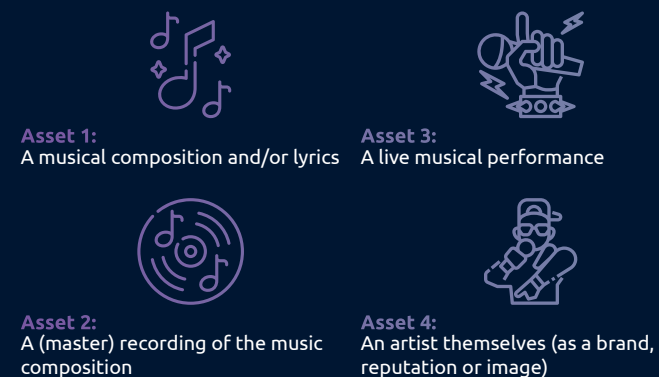 Asset 1:
A musical composition and/or lyrics
Asset 2:
A (master) recording of the music
composition
Asset 3:
A live musical performance
Asset 4:
An artist themselves (as a brand,
reputation or image)